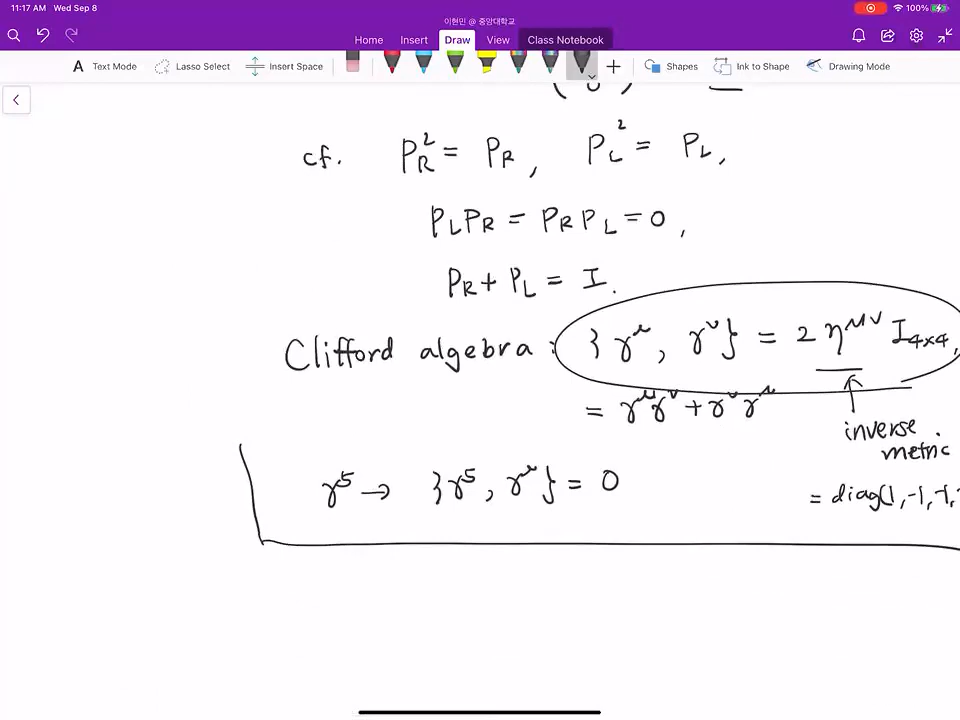 11:17 AM Wed Sep 8
100%
이현민 @ 중앙대학교
Home Insert Draw View Class Notebook
Text Mode Lasso Select Insert Space Shapes Ink to Shape Drawing Mode
cf. P_R^2 = P_R, P_L^2 = P_L,
P_L P_R = P_R P_L = 0,
P_R + P_L = I.
Clifford algebra : {γ^μ, γ^ν} = 2 η^{μν} I_{4×4},
= γ^μ γ^ν + γ^ν γ^μ
inverse
metric
γ^5 → {γ^5, γ^μ} = 0
= diag(1, -1, -1,